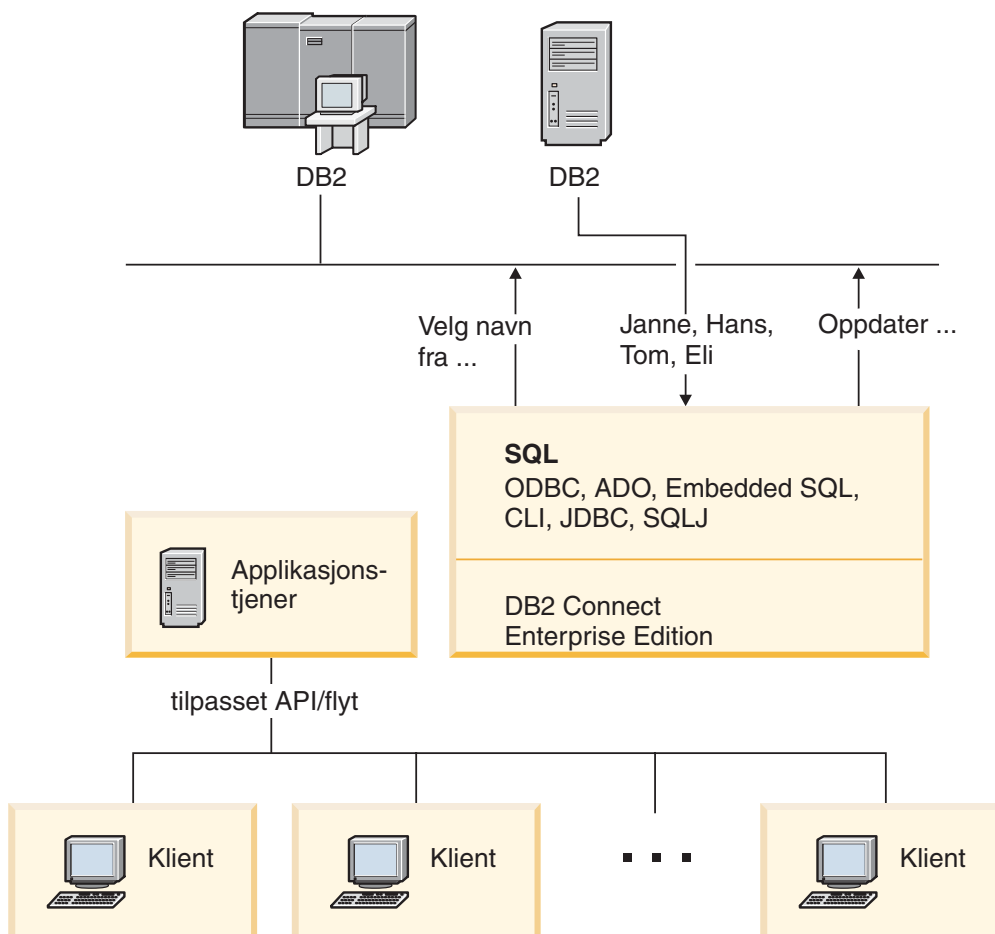 DB2
DB2
Velg navn
fra ...
Janne, Hans,
Tom, Eli
Oppdater ...
SQL
ODBC, ADO, Embedded SQL,
CLI, JDBC, SQLJ
DB2 Connect
Enterprise Edition
Applikasjons-
tjener
tilpasset API/flyt
Klient
Klient
Klient